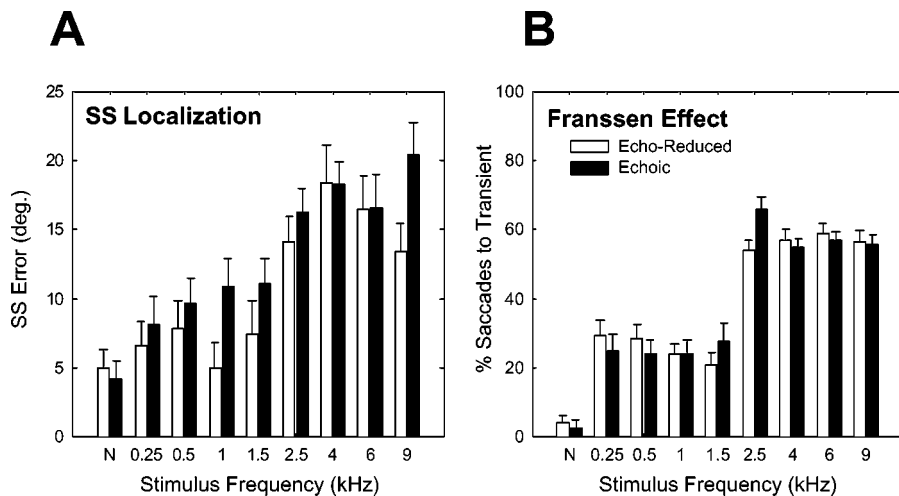 A
B
SS Localization
25
20
15
10
5
0
SS Error (deg.)
N 0.25 0.5 1 1.5 2.5 4 6 9
Stimulus Frequency (kHz)
Franssen Effect
Echo-Reduced
Echoic
100
80
60
40
20
0
% Saccades to Transient
N 0.25 0.5 1 1.5 2.5 4 6 9
Stimulus Frequency (kHz)